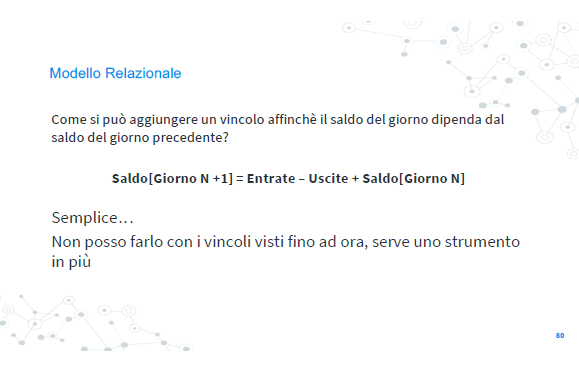 Modello Relazionale
Come si può aggiungere un vincolo affinchè il saldo del giorno dipenda dal
saldo del giorno precedente?
Saldo[Giorno N +1] = Entrate – Uscite + Saldo[Giorno N]
Semplice…
Non posso farlo con i vincoli visti fino ad ora, serve uno strumento
in più
80